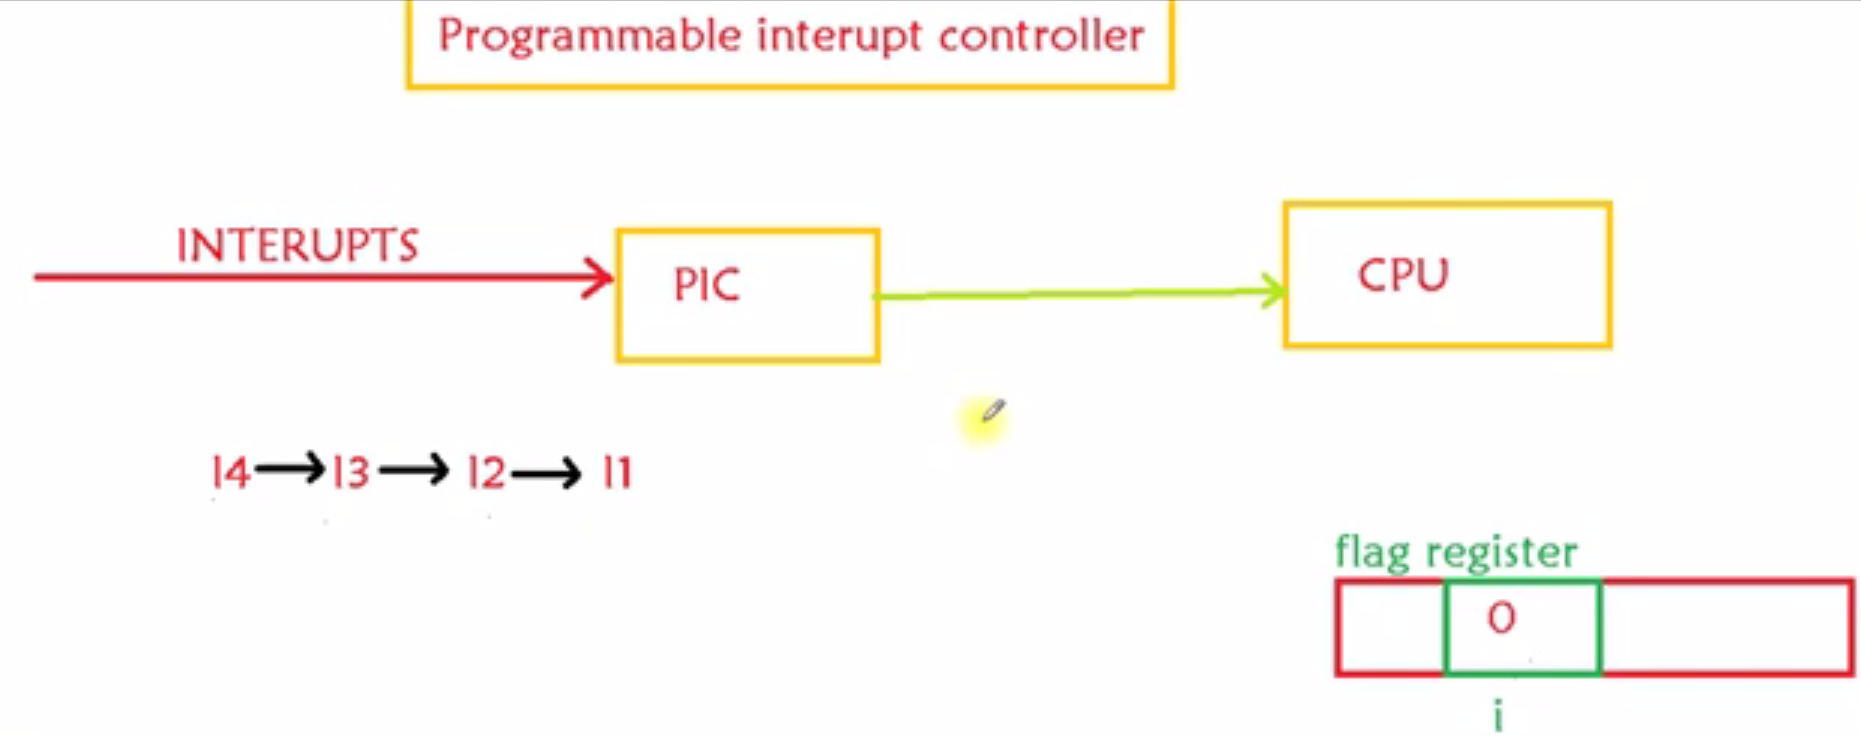 Programmable interupt controller
INTERUPTS
PIC
CPU
I4 → I3 → I2 → I1
flag register
0
i